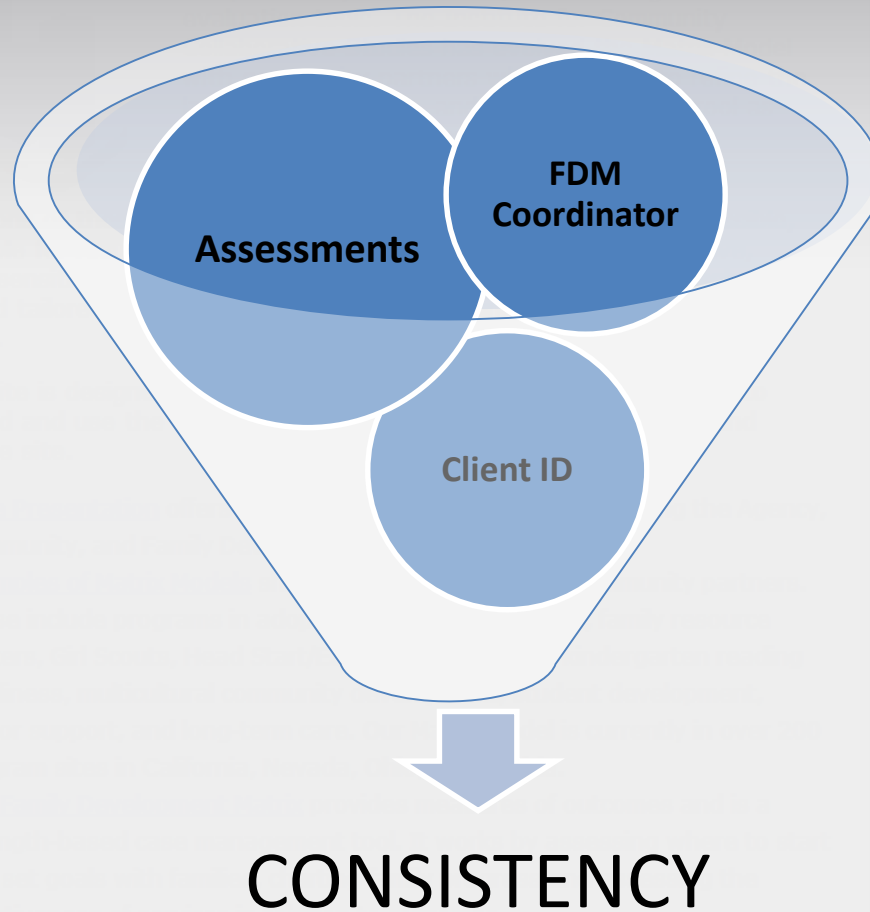 FDM
Coordinator
Assessments
Client ID
CONSISTENCY